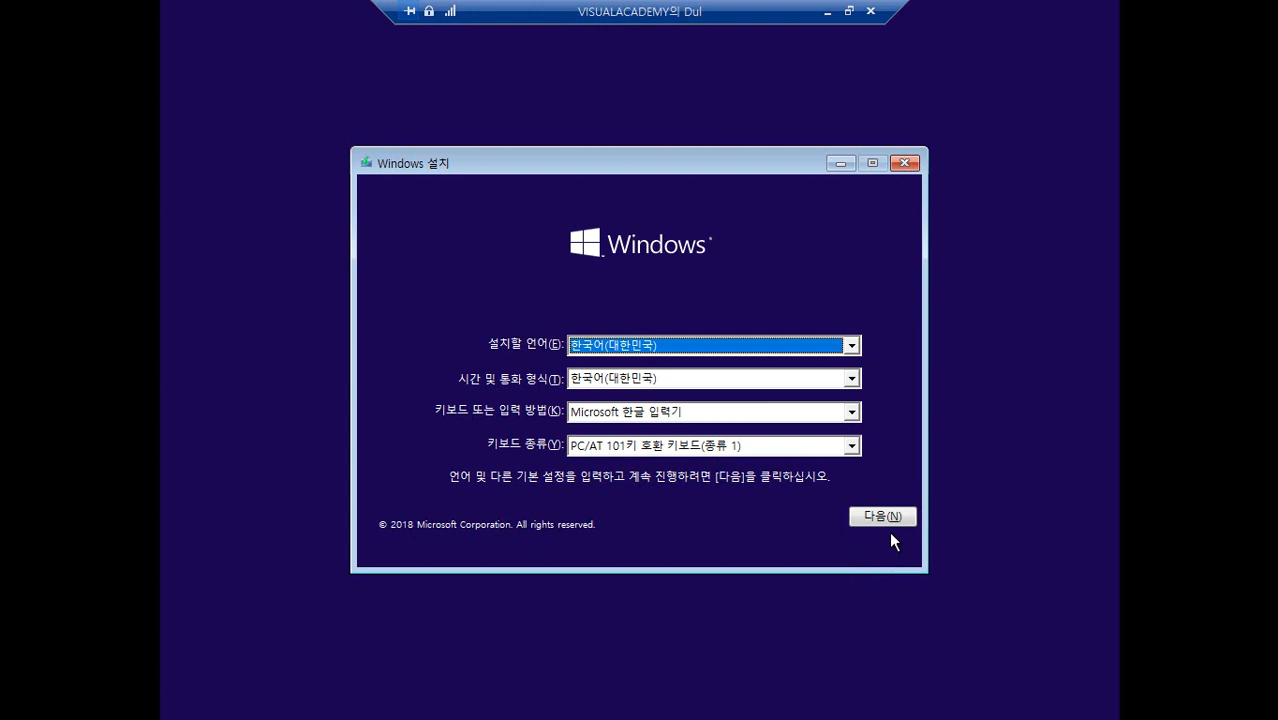 VISUALACADEMY의 Dul
Windows 설치
Windows
설치할 언어(E): 한국어(대한민국)
시간 및 통화 형식(T): 한국어(대한민국)
키보드 또는 입력 방법(K): Microsoft 한글 입력기
키보드 종류(Y): PC/AT 101키 호환 키보드(종류 1)
언어 및 다른 기본 설정을 입력하고 계속 진행하려면 [다음]을 클릭하십시오.
다음(N)
© 2018 Microsoft Corporation. All rights reserved.